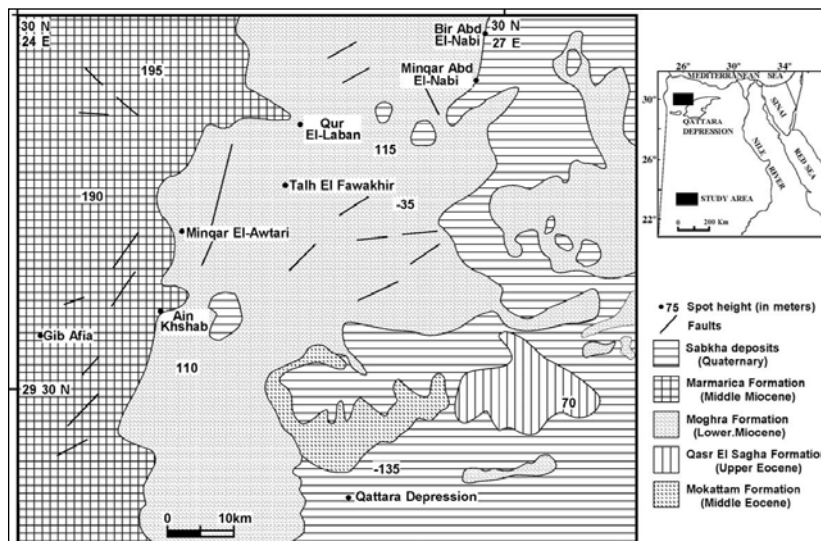 30 N
24 E
30 N
27 E
Bir Abd
El-Nabi
195
Minqar Abd
El-Nabi
Qur
El-Laban
115
Talh El Fawakhir
190
-35
Minqar El-Awtari
Ain
Khshab
Gib Afia
110
29 30 N
70
-135
Qattara Depression
0 10km
26° 30° 34°
MEDITERRANEAN SEA
30°
QATTARA
DEPRESSION
SINAI
26°
NILE
RIVER
RED SEA
STUDY AREA
22°
0 200 Km
75 Spot height (in meters)
Faults
Sabkha deposits
(Quaternary)
Marmarica Formation
(Middle Miocene)
Moghra Formation
(Lower.Miocene)
Qasr El Sagha Formation
(Upper Eocene)
Mokattam Formation
(Middle Eocene)